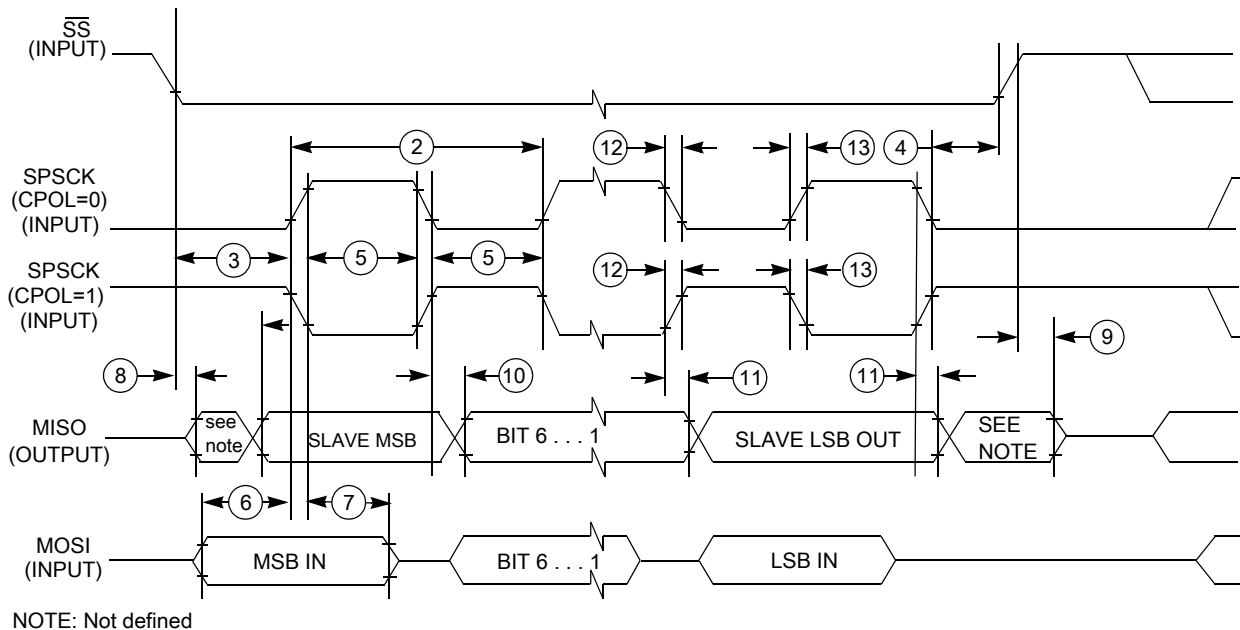 SS
(INPUT)
2
12
13
4
SPSCK
(CPOL=0)
(INPUT)
3
5
5
SPSCK
(CPOL=1)
(INPUT)
12
13
8
10
11
11
9
MISO
(OUTPUT)
see
note
SLAVE MSB
BIT 6 . . . 1
SLAVE LSB OUT
SEE
NOTE
6
7
MOSI
(INPUT)
MSB IN
BIT 6 . . . 1
LSB IN
NOTE: Not defined